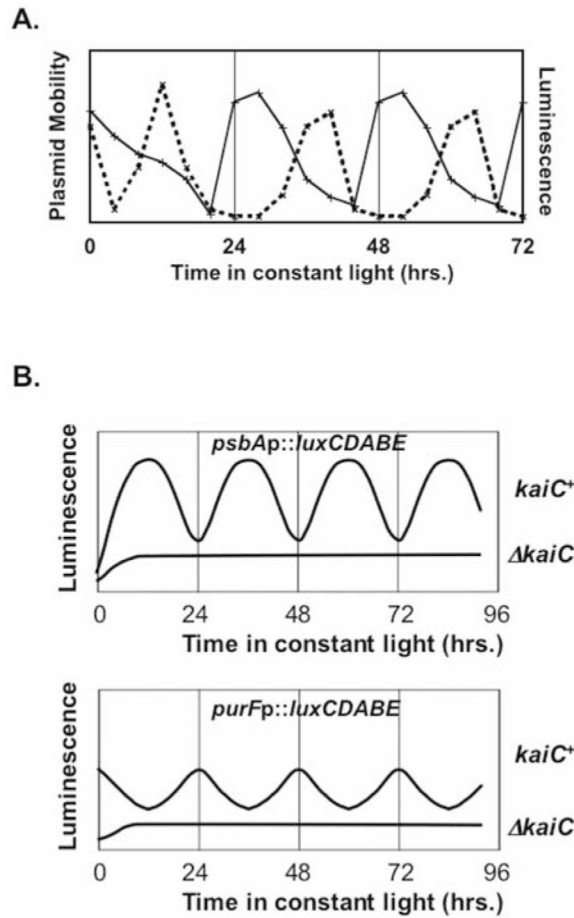 A.
Plasmid Mobility
Luminescence
0 24 48 72
Time in constant light (hrs.)
B.
psbAp::luxCDABE
Luminescence
kaiC⁺
ΔkaiC
0 24 48 72 96
Time in constant light (hrs.)
purFp::luxCDABE
Luminescence
kaiC⁺
ΔkaiC
0 24 48 72 96
Time in constant light (hrs.)